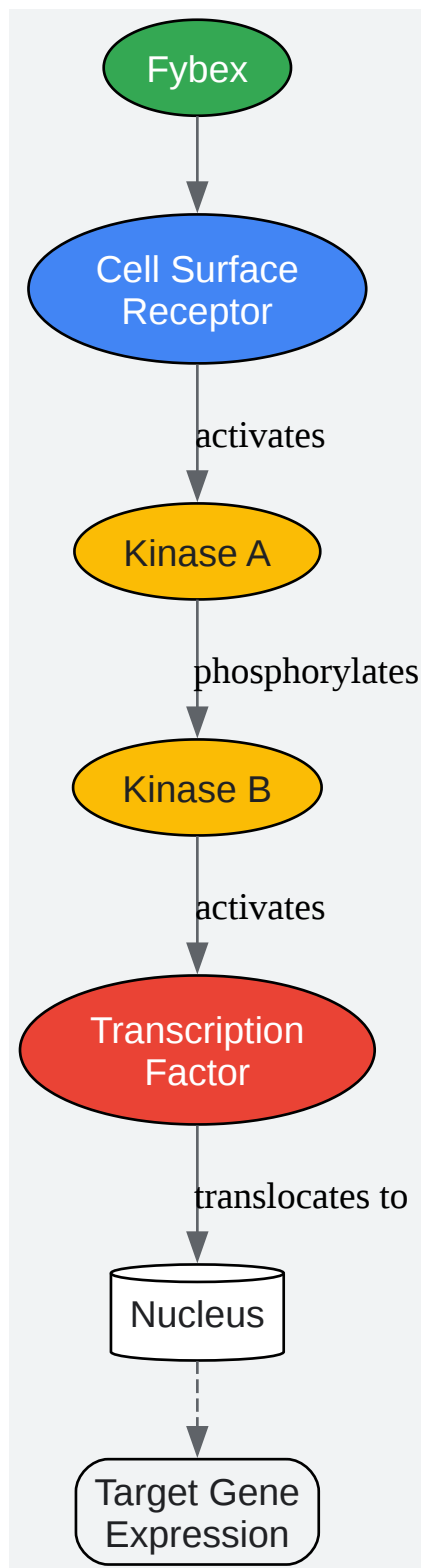 Fybex
Cell Surface
Receptor
activates
Kinase A
phosphorylates
Kinase B
activates
Transcription
Factor
translocates to
Nucleus
Target Gene
Expression